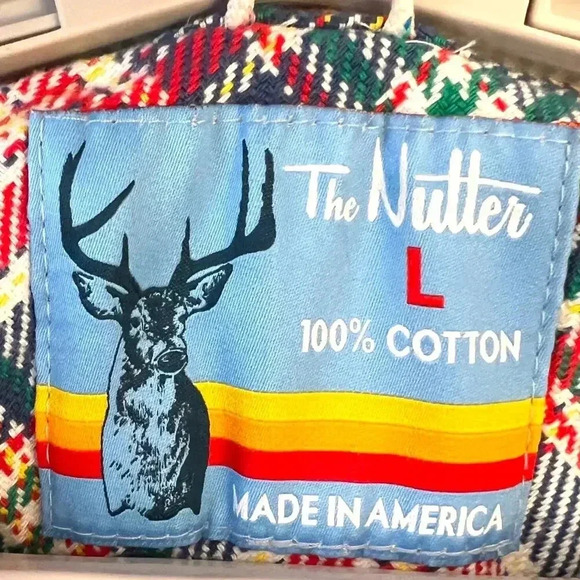 The Nutter
L
100% COTTON
MADE IN AMERICA